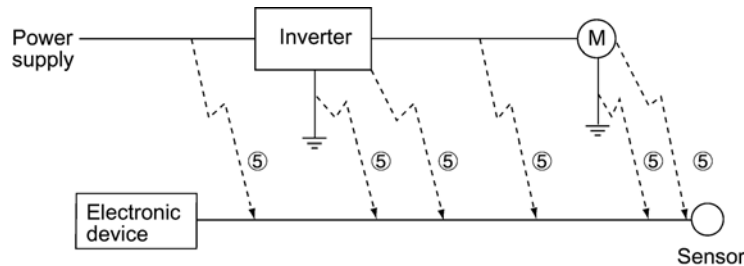 Power
supply
Inverter
M
⑤ ⑤ ⑤ ⑤ ⑤ ⑤
Electronic
device
Sensor